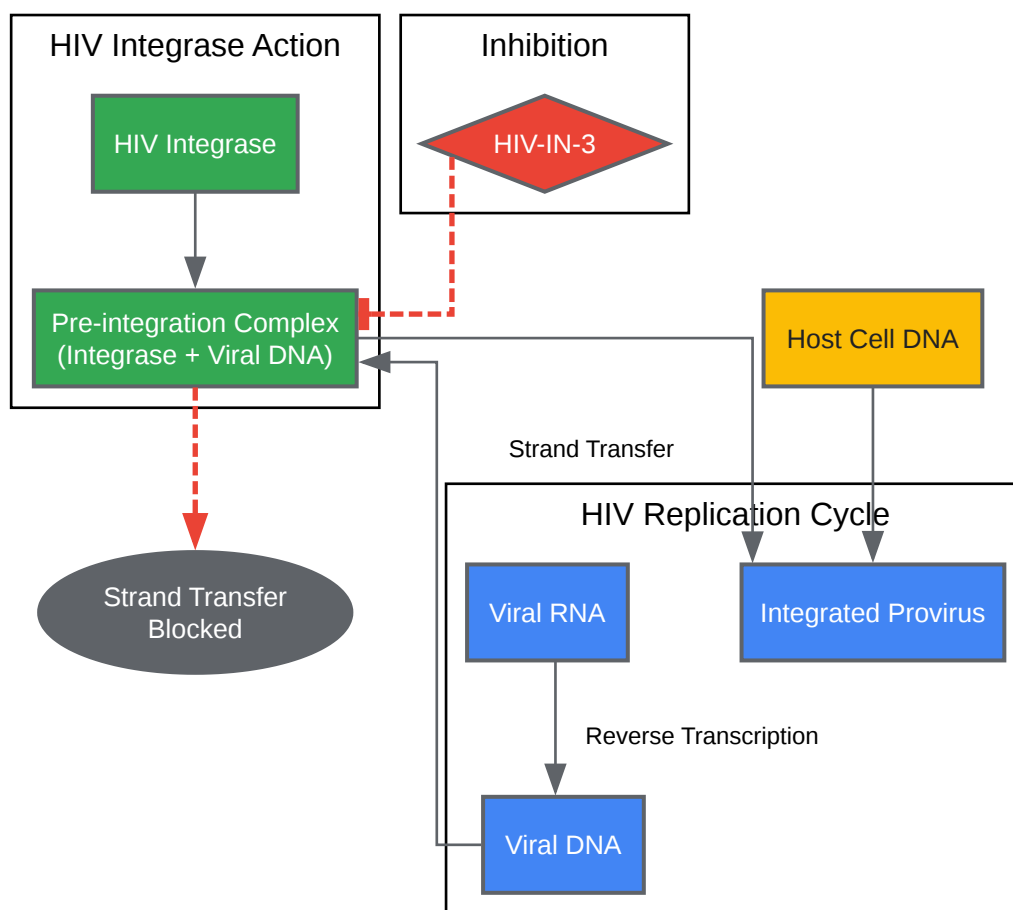 HIV Integrase Action
Inhibition
HIV Integrase
HIV-IN-3
Pre-integration Complex
(Integrase + Viral DNA)
Host Cell DNA
Strand Transfer
HIV Replication Cycle
Strand Transfer
Blocked
Viral RNA
Integrated Provirus
Reverse Transcription
Viral DNA